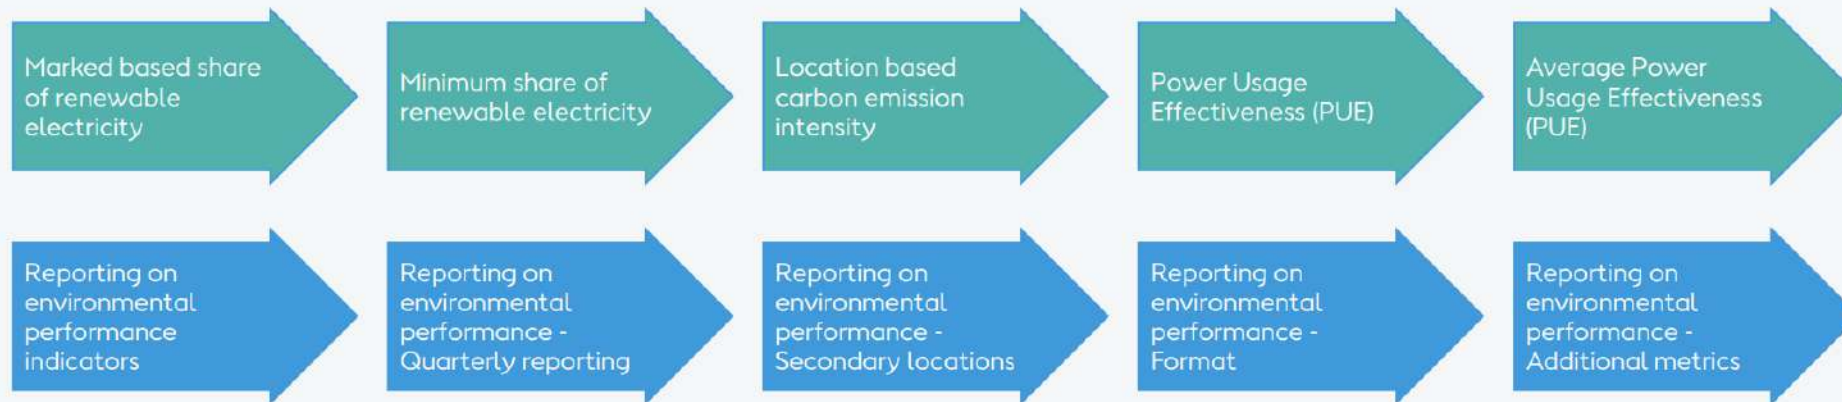 Marked based share
of renewable
electricity
Minimum share of
renewable electricity
Location based
carbon emission
intensity
Power Usage
Effectiveness (PUE)
Average Power
Usage Effectiveness
(PUE)
Reporting on
environmental
performance
indicators
Reporting on
environmental
performance -
Quarterly reporting
Reporting on
environmental
performance -
Secondary locations
Reporting on
environmental
performance -
Format
Reporting on
environmental
performance -
Additional metrics